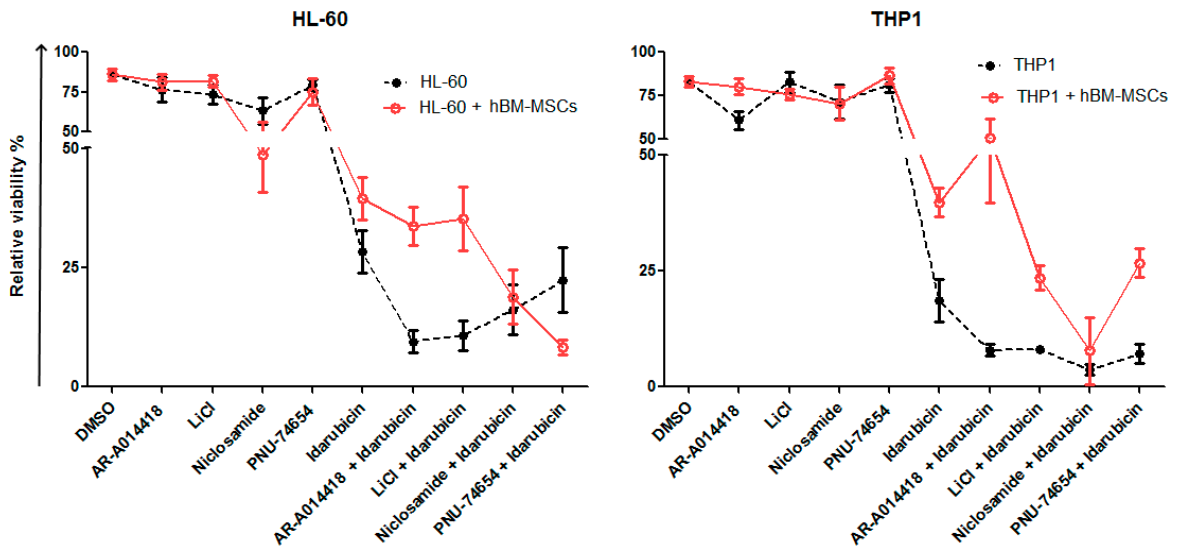 HL-60
Relative viability %
100
75
50
50
25
0
HL-60
HL-60 + hBM-MSCs
DMSO
AR-A014418
LiCl
Niclosamide
PNU-74654
Idarubicin
AR-A014418 + Idarubicin
LiCl + Idarubicin
Niclosamide + Idarubicin
PNU-74654 + Idarubicin
THP1
100
75
50
50
25
0
THP1
THP1 + hBM-MSCs
DMSO
AR-A014418
LiCl
Niclosamide
PNU-74654
Idarubicin
AR-A014418 + Idarubicin
LiCl + Idarubicin
Niclosamide + Idarubicin
PNU-74654 + Idarubicin